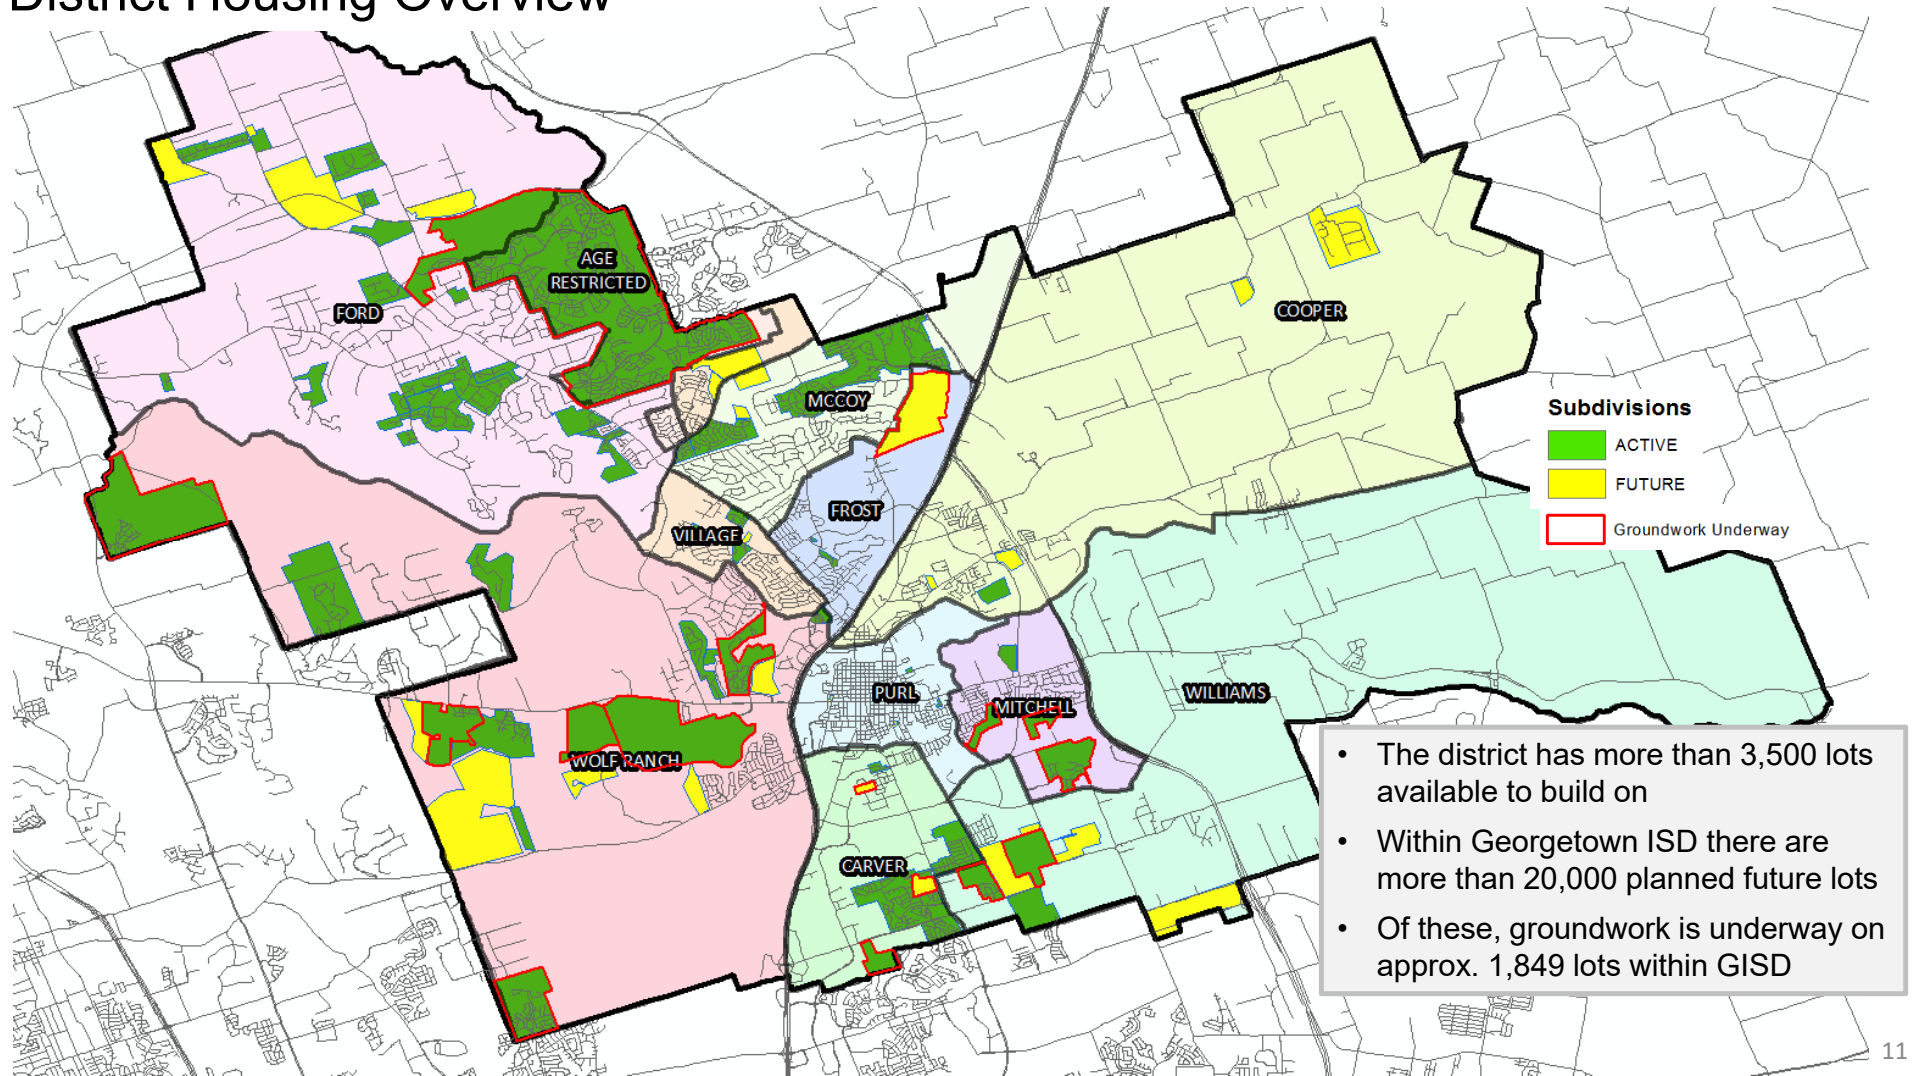 District Housing Overview
AGE
RESTRICTED
FORD
COOPER
MCCOY
Subdivisions
ACTIVE
FUTURE
Groundwork Underway
FROST
VILLAGE
PURL
MITCHELL
WILLIAMS
WOLF RANCH
CARVER
• The district has more than 3,500 lots
available to build on
• Within Georgetown ISD there are
more than 20,000 planned future lots
• Of these, groundwork is underway on
approx. 1,849 lots within GISD
11